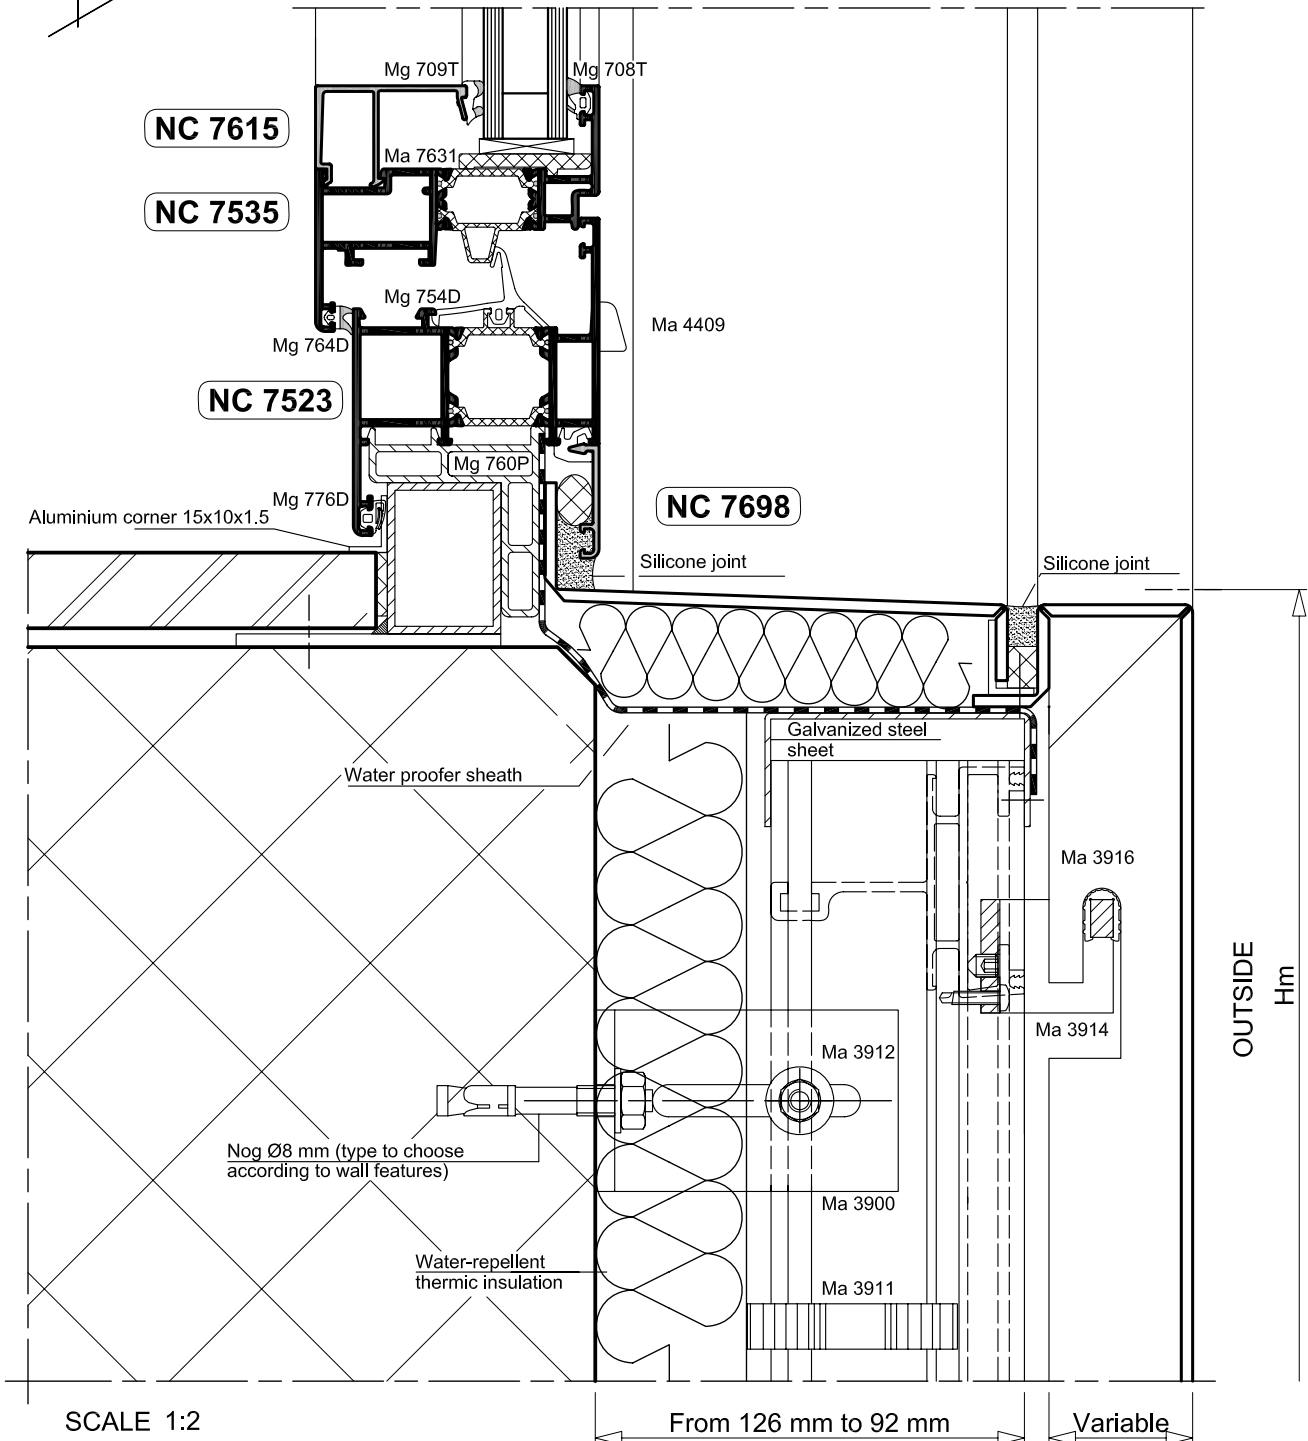 Mg 709T
Mg 708T
NC 7615
Ma 7631
NC 7535
Mg 754D
Ma 4409
Mg 764D
NC 7523
Mg 760P
Mg 776D
NC 7698
Aluminium corner 15x10x1.5
Silicone joint
Silicone joint
Galvanized steel
sheet
Water proofer sheath
Ma 3916
OUTSIDE
Hm
Ma 3914
Ma 3912
Nog Ø8 mm (type to choose
according to wall features)
Ma 3900
Water-repellent
thermic insulation
Ma 3911
SCALE 1:2
From 126 mm to 92 mm
Variable